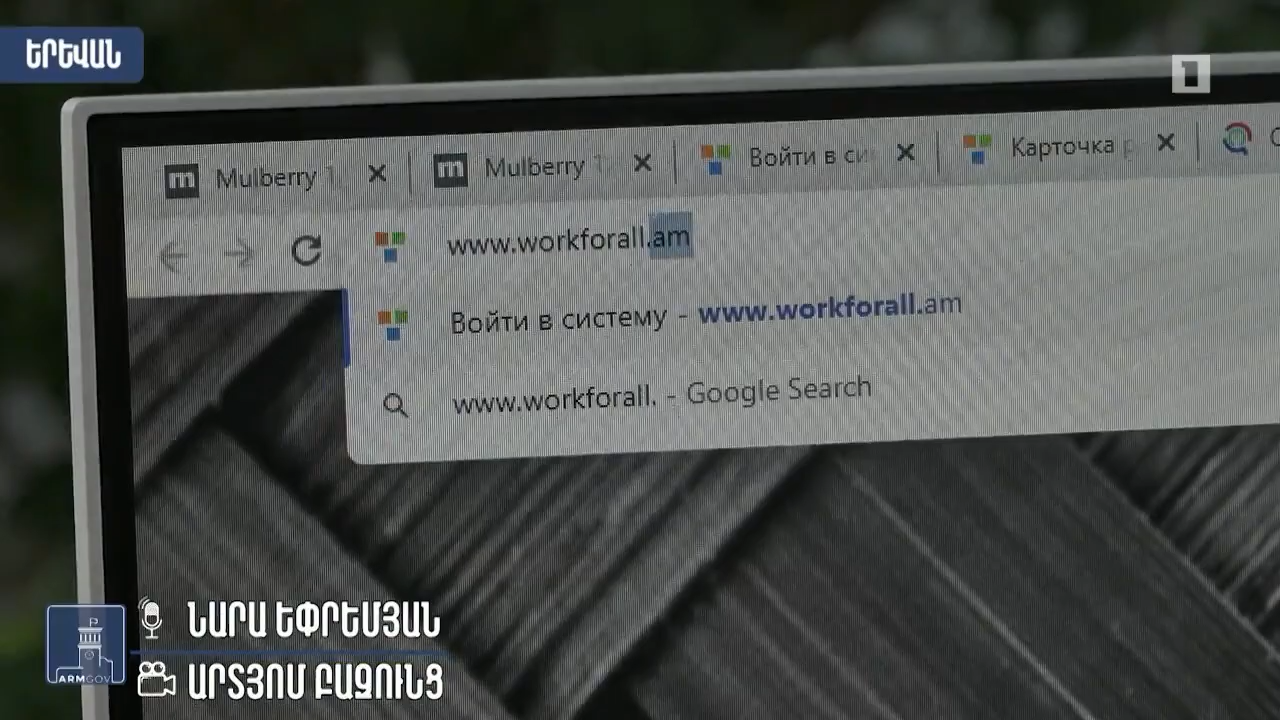 ԵՐԵՎԱՆ
1
m Mulberry
m Mulberry
Войти в си
Карточка
www.workforall.am
Войти в систему - www.workforall.am
www.workforall. - Google Search
ՆԱՐԱ ԵՓՐԵՄՅԱՆ
ARMGOV
ԱՐՏՅՈՄ ԲԱԶՈՒՆՑ